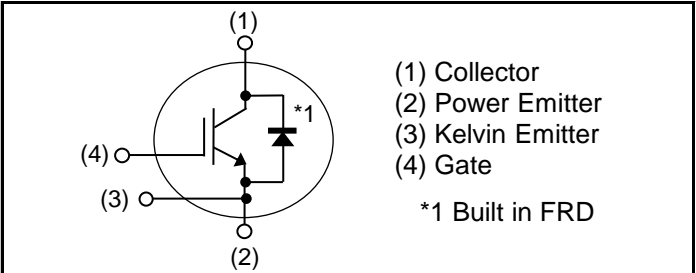 (1)
*1
(4)
(3)
(2)
(1) Collector
(2) Power Emitter
(3) Kelvin Emitter
(4) Gate
*1 Built in FRD